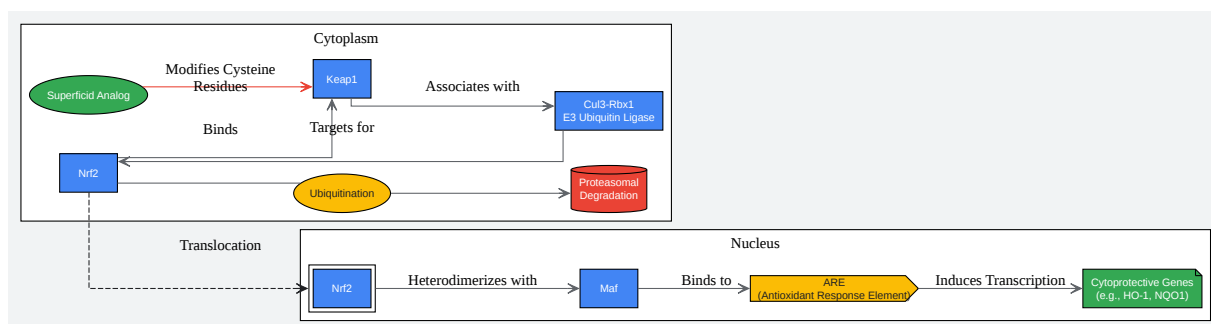 Cytoplasm
Modifies Cysteine
Residues
Superficid Analog
Keap1
Associates with
Cul3-Rbx1
E3 Ubiquitin Ligase
Binds
Targets for
Nrf2
Ubiquitination
Proteasomal
Degradation
Translocation
Nucleus
Nrf2
Heterodimerizes with
Maf
Binds to
ARE
(Antioxidant Response Element)
Induces Transcription
Cytoprotective Genes
(e.g., HO-1, NQO1)